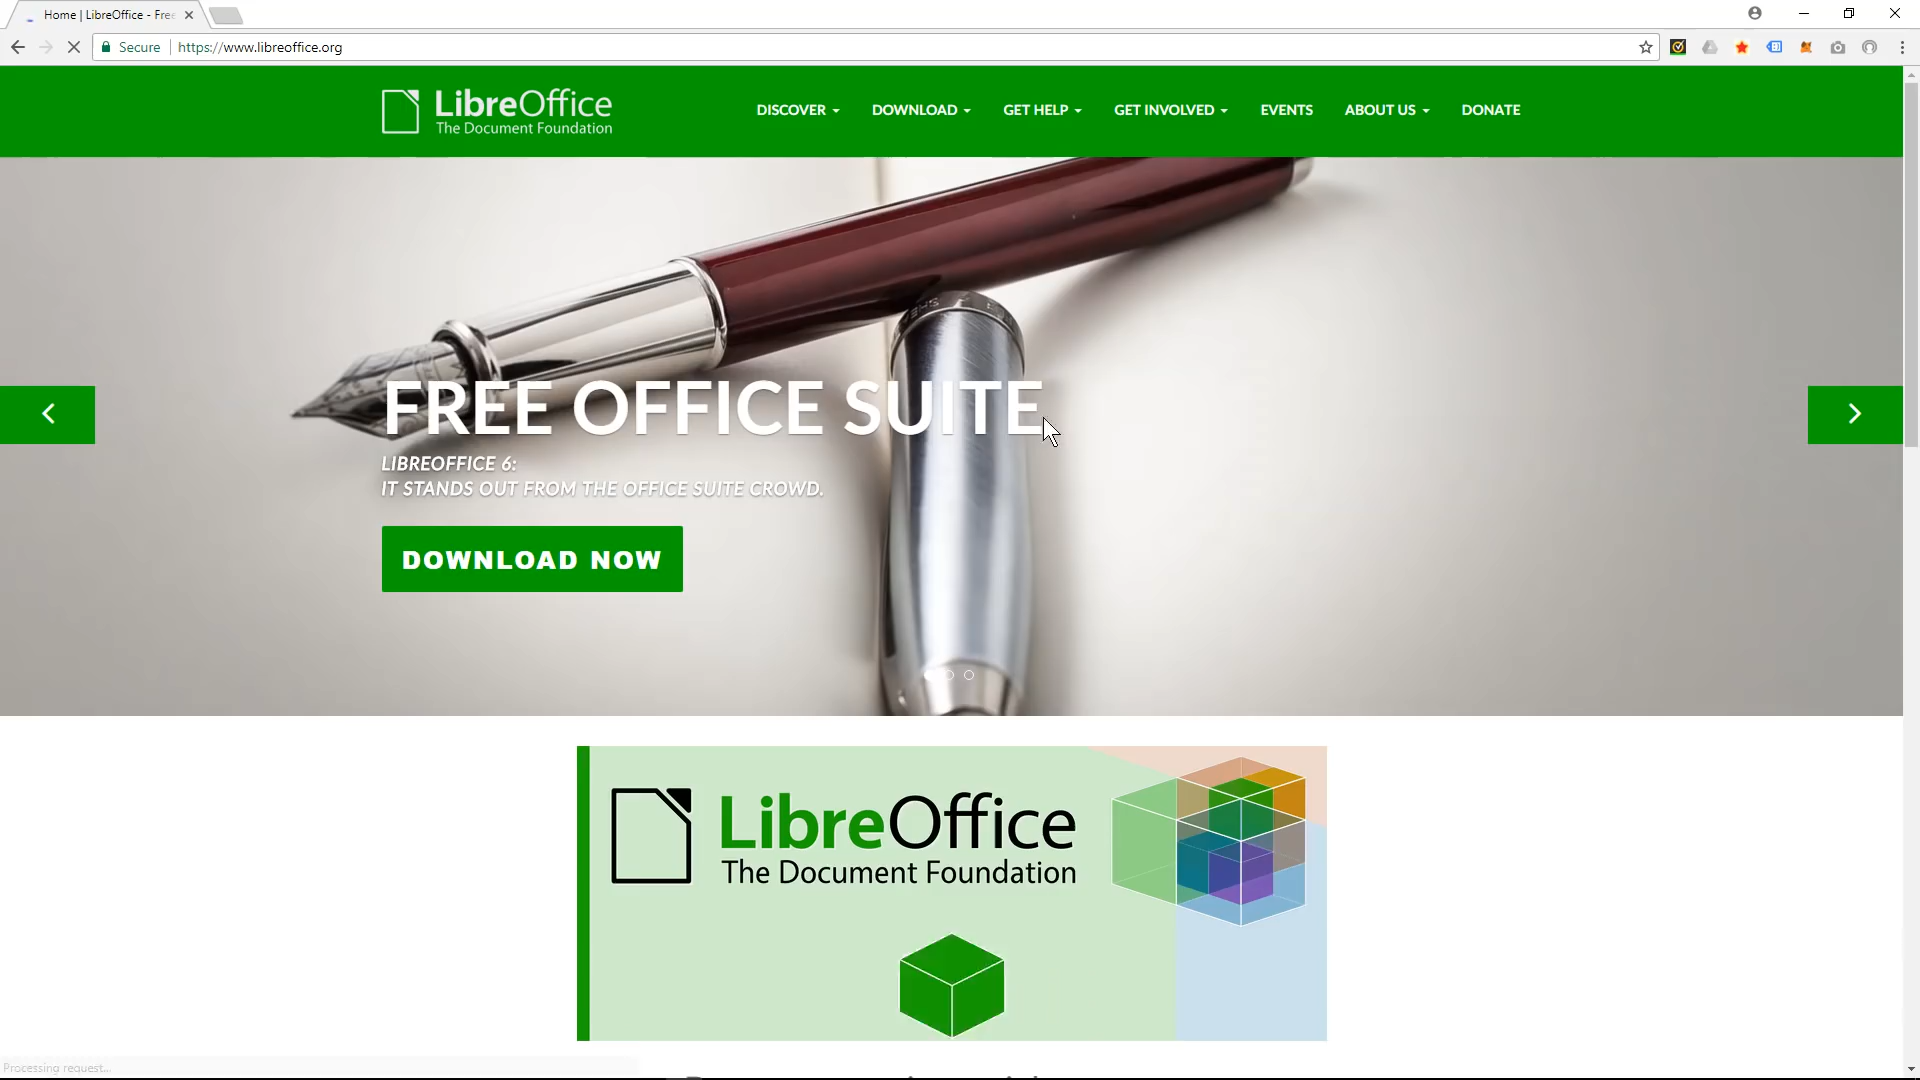 Home | LibreOffice - Free
Secure
https://www.libreoffice.org
LibreOffice
The Document Foundation
DISCOVER
DOWNLOAD
GET HELP
GET INVOLVED
EVENTS
ABOUT US
DONATE
FREE OFFICE SUITE
LIBREOFFICE 6:
IT STANDS OUT FROM THE OFFICE SUITE CROWD.
DOWNLOAD NOW
LibreOffice
The Document Foundation
Processing request...